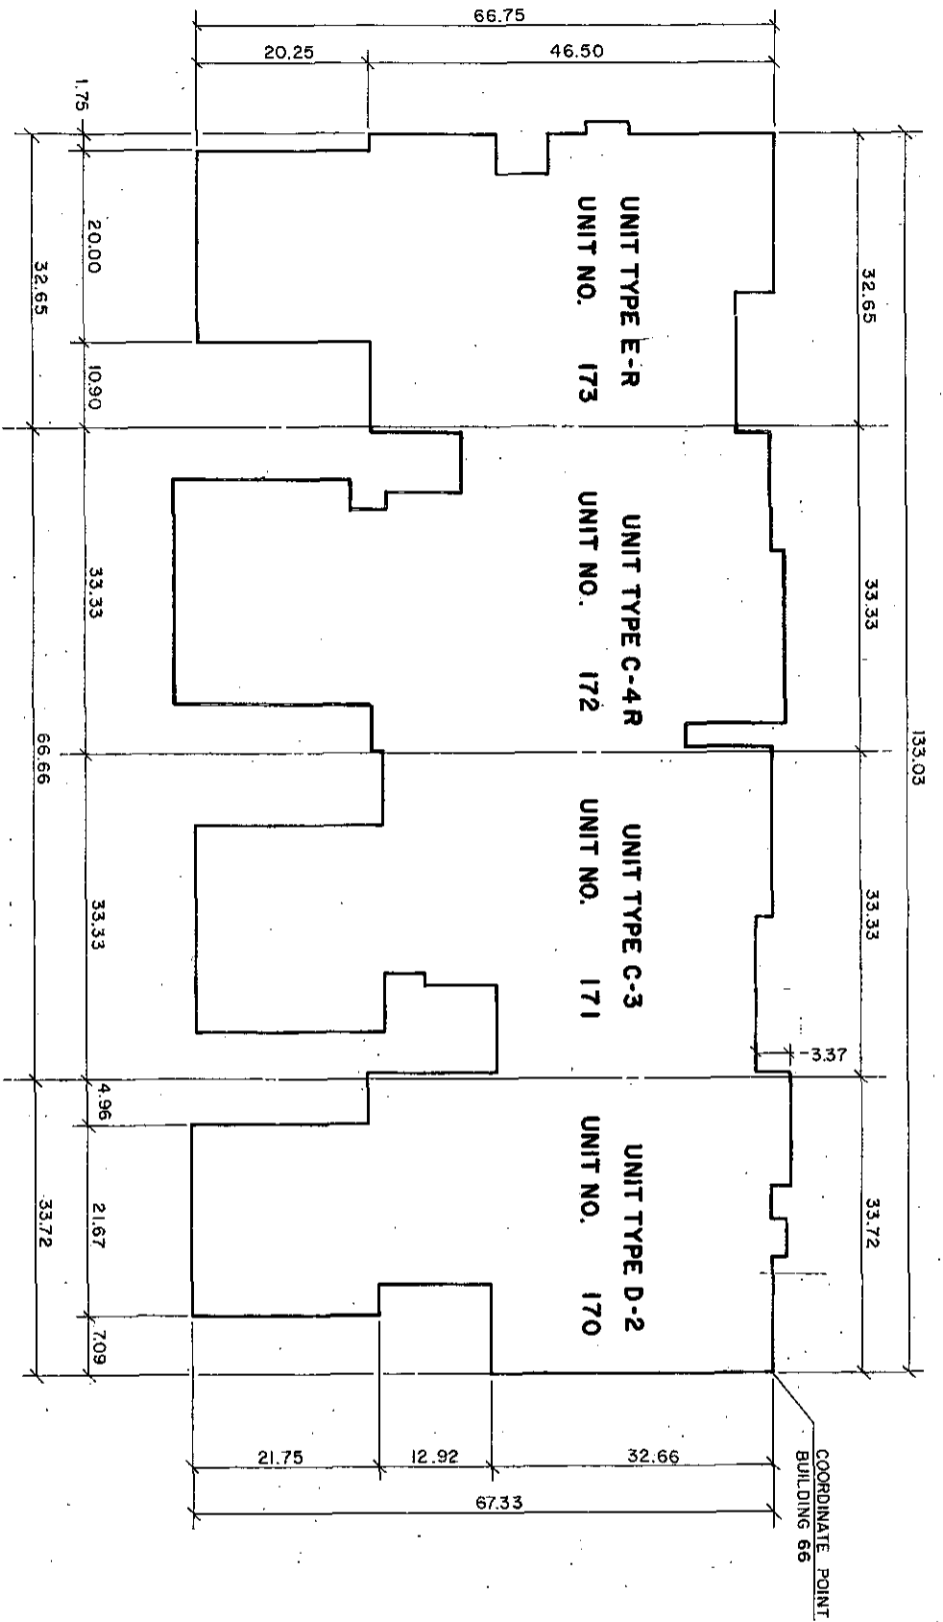 66.75
20.25
46.50
1.75
133.03
32.65
33.33
33.33
33.72
UNIT TYPE E-R
UNIT NO. 173
UNIT TYPE C-4R
UNIT NO. 172
UNIT TYPE C-3
UNIT NO. 171
UNIT TYPE D-2
UNIT NO. 170
3.37
20.00
10.90
33.33
33.33
4.96
21.67
7.09
32.65
66.66
33.72
21.75
12.92
32.66
67.33
COORDINATE POINT
BUILDING 66